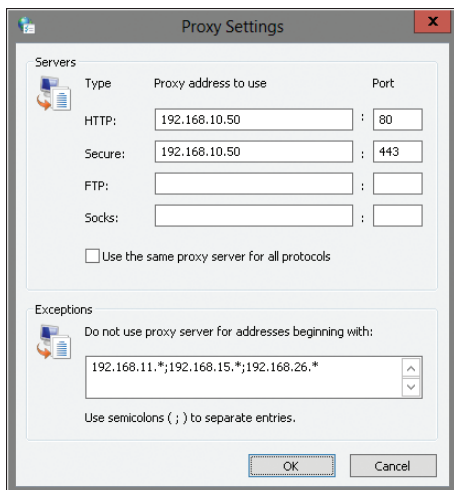 Proxy Settings
x
Servers
Type Proxy address to use Port
HTTP: 192.168.10.50 : 80
Secure: 192.168.10.50 : 443
FTP: :
Socks: :
Use the same proxy server for all protocols
Exceptions
Do not use proxy server for addresses beginning with:
192.168.11.*;192.168.15.*;192.168.26.*
Use semicolons ( ; ) to separate entries.
OK Cancel